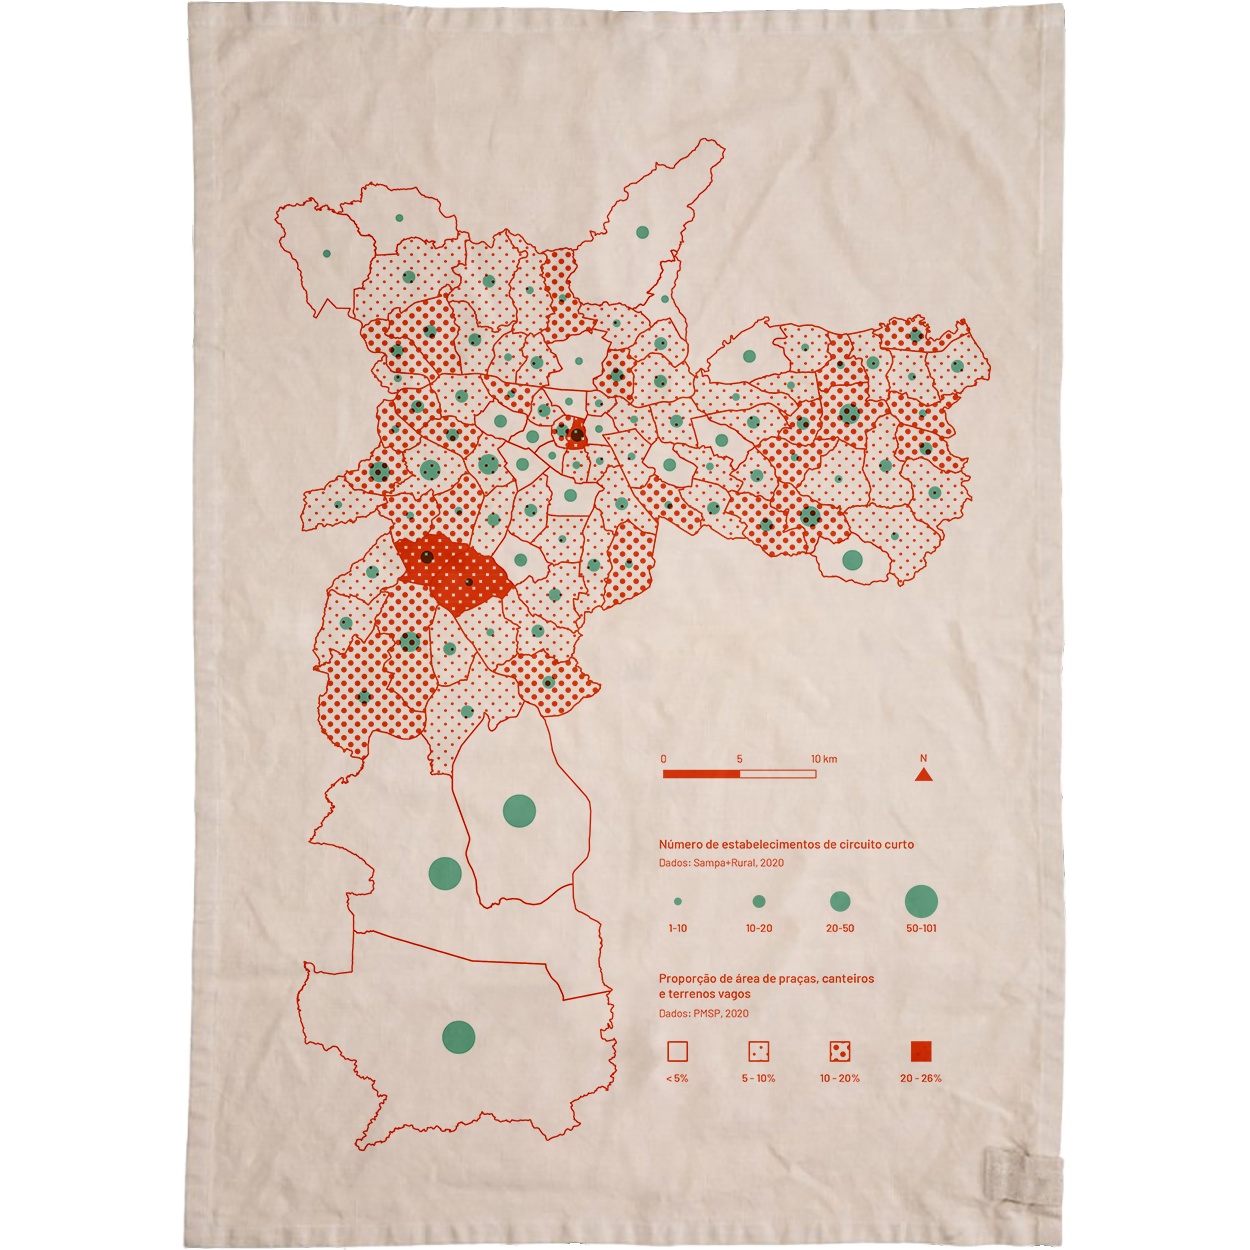 0 5 10 km
N
Número de estabelecimentos de circuito curto
Dados: Sampa+Rural, 2020
1-10 10-20 20-50 50-101
Proporção de área de praças, canteiros
e terrenos vagos
Dados: PMSP, 2020
< 5% 5 - 10% 10 - 20% 20 - 26%